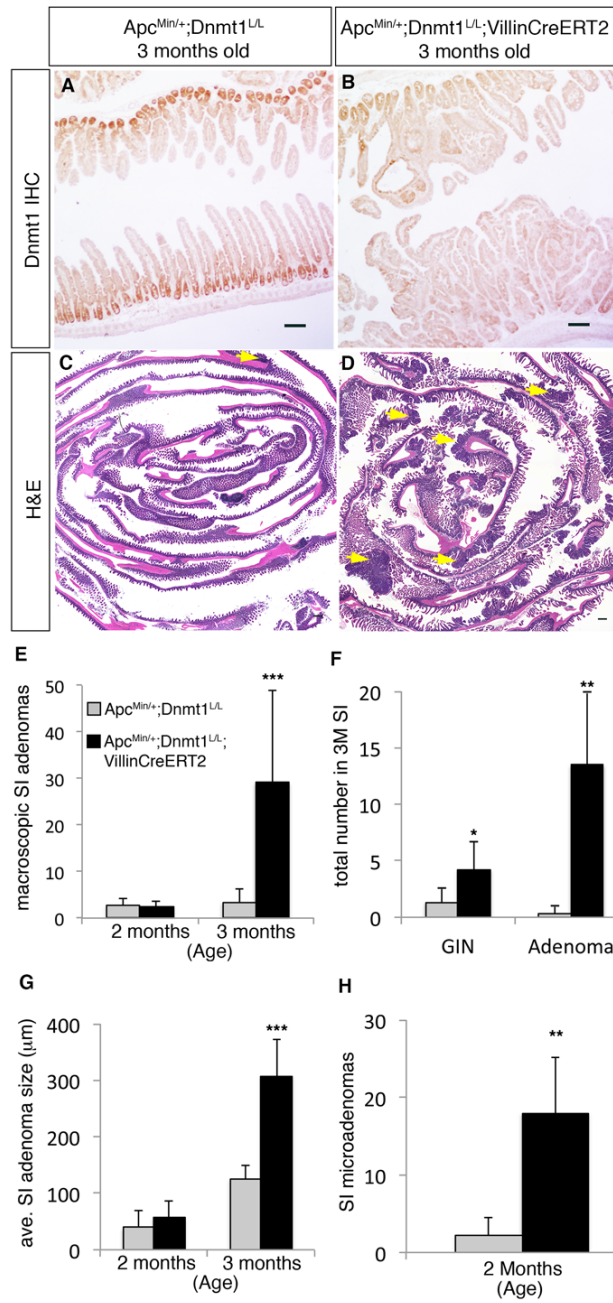 Apc^Min/+;Dnmt1^L/L
3 months old
Apc^Min/+;Dnmt1^L/L;VillinCreERT2
3 months old
Dnmt1 IHC
A
B
H&E
C
D
E
macroscopic SI adenomas
50
40
30
20
10
0
***
Apc^Min/+;Dnmt1^L/L
Apc^Min/+;Dnmt1^L/L;
VillinCreERT2
2 months
3 months
(Age)
F
total number in 3M SI
20
15
10
5
0
*
**
GIN
Adenoma
G
ave. SI adenoma size (μm)
400
300
200
100
0
***
2 months
3 months
(Age)
H
SI microadenomas
30
20
10
0
**
2 Months
(Age)